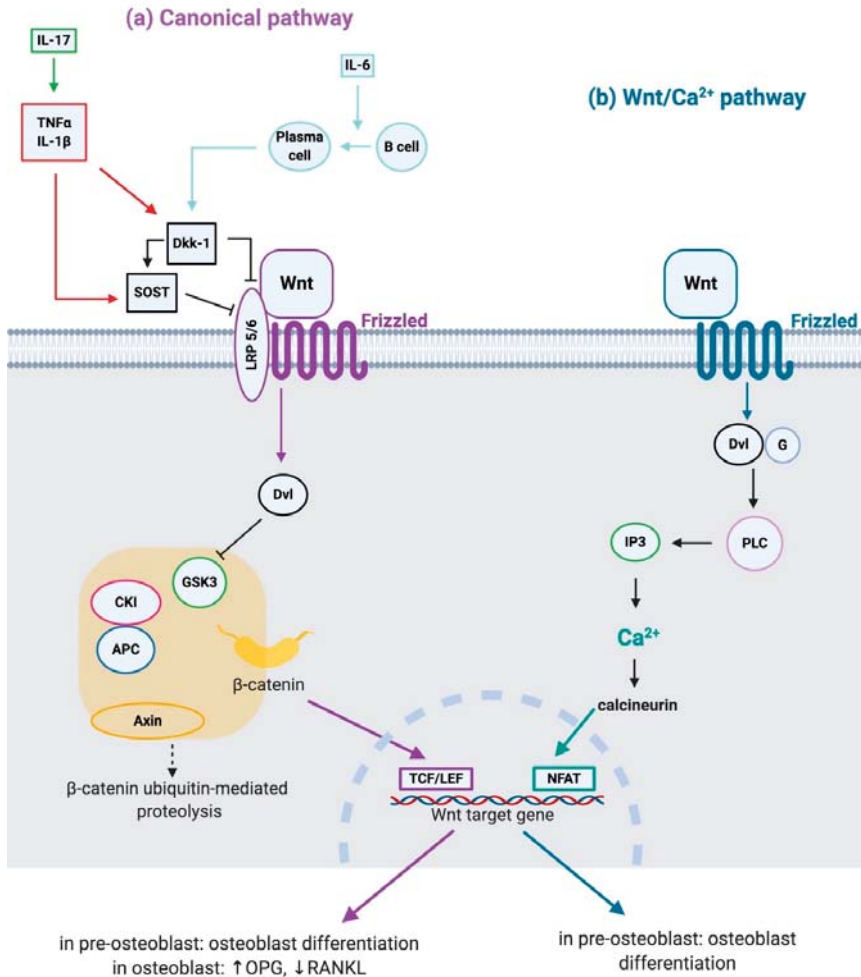 (a) Canonical pathway
IL-17
TNFα
IL-1β
IL-6
Plasma
cell
B cell
(b) Wnt/Ca²⁺ pathway
Dkk-1
SOST
Wnt
LRP 5/6
Frizzled
Wnt
Frizzled
Dvl
Dvl
G
GSK3
CKI
APC
Axin
β-catenin
β-catenin ubiquitin-mediated
proteolysis
PLC
IP3
Ca²⁺
calcineurin
TCF/LEF
NFAT
Wnt target gene
in pre-osteoblast: osteoblast differentiation
in osteoblast: ↑OPG, ↓RANKL
in pre-osteoblast: osteoblast
differentiation